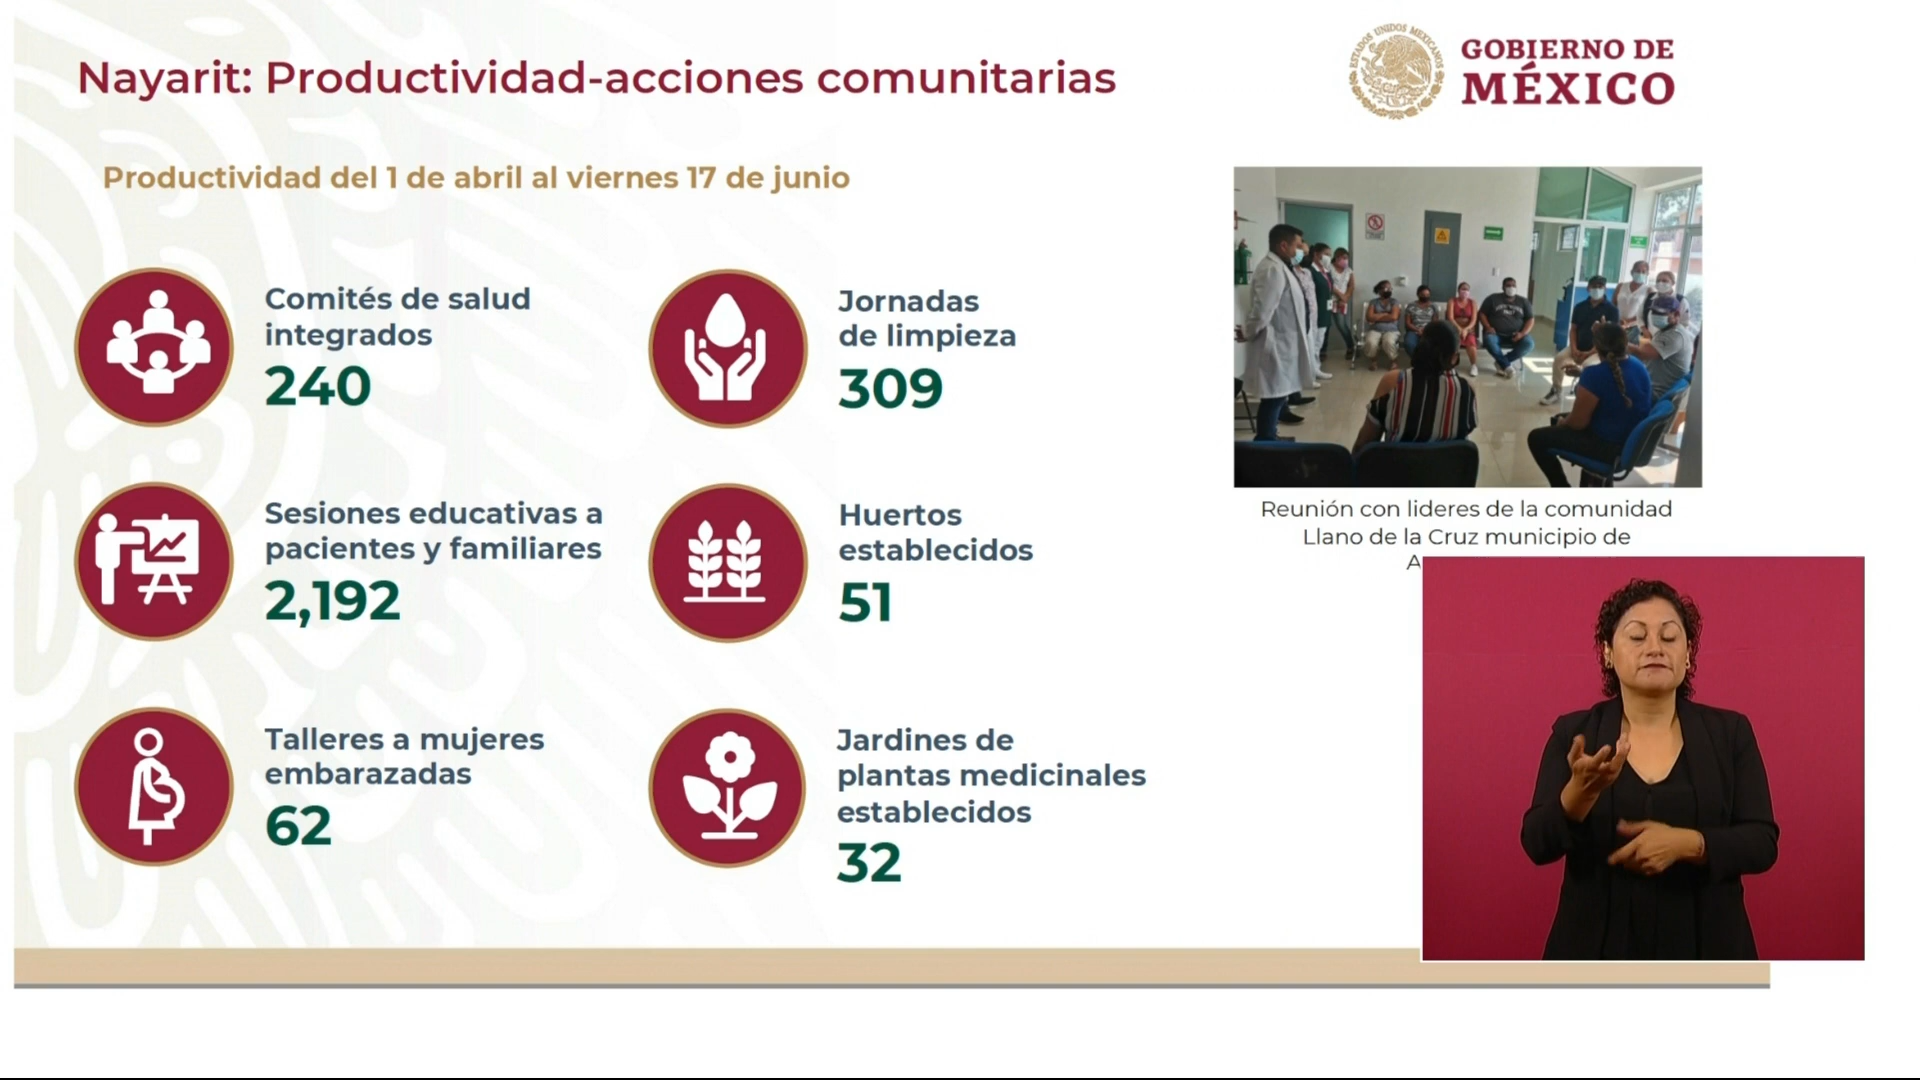 Nayarit: Productividad-acciones comunitarias
ESTADOS UNIDOS MEXICANOS
GOBIERNO DE
MÉXICO
Productividad del 1 de abril al viernes 17 de junio
Comités de salud
integrados
240
Jornadas
de limpieza
309
Sesiones educativas a
pacientes y familiares
2,192
Huertos
establecidos
51
Talleres a mujeres
embarazadas
62
Jardines de
plantas medicinales
establecidos
32
Reunión con lideres de la comunidad
Llano de la Cruz municipio de